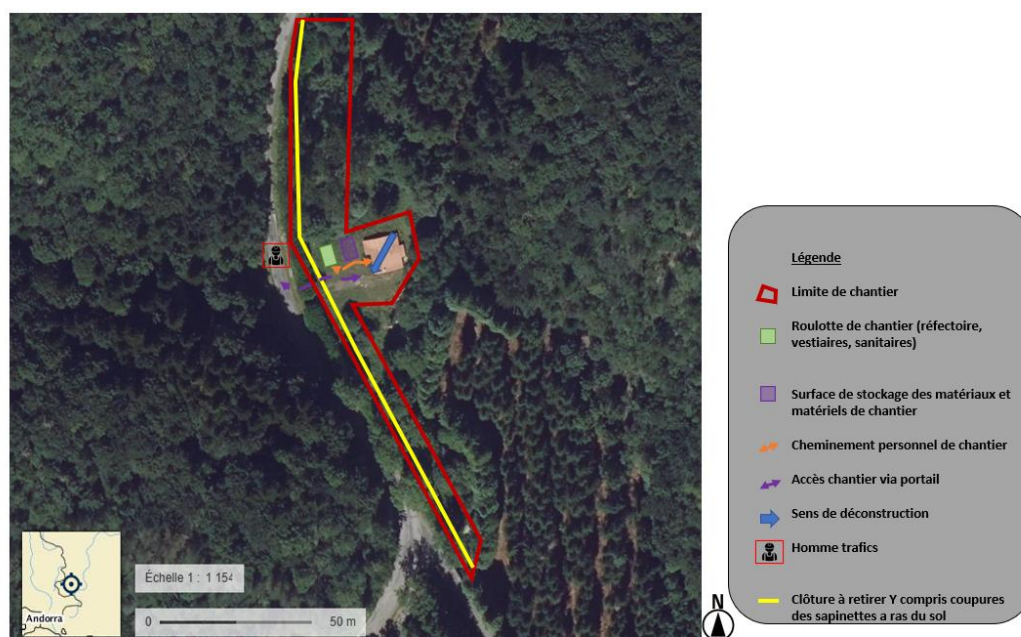 Légende
Limite de chantier
Roulotte de chantier (réfectoire,
vestiaires, sanitaires)
Surface de stockage des matériaux et
matériels de chantier
Cheminement personnel de chantier
Accès chantier via portail
Sens de déconstruction
Homme trafics
Clôture à retirer Y compris coupures
des sapinettes a ras du sol
Échelle 1 : 1 154
Andorra
0 50 m
N